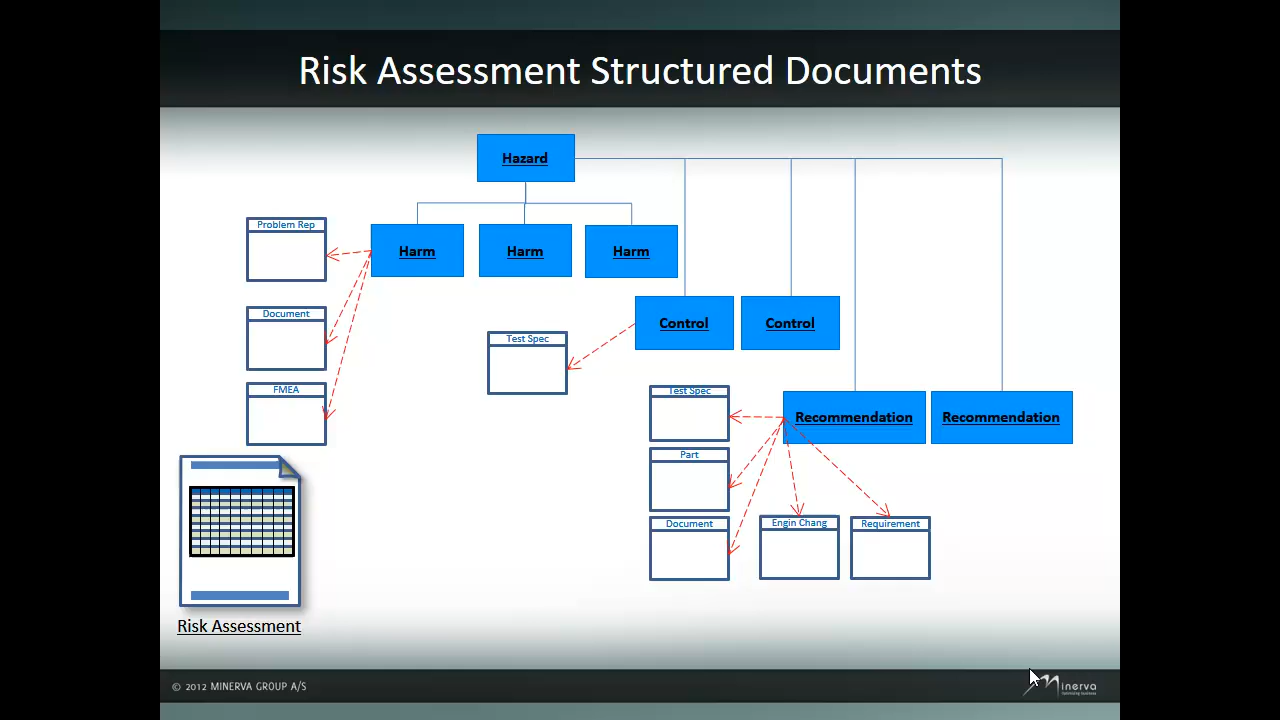 Risk Assessment Structured Documents
Hazard
Problem Rep
Harm
Harm
Harm
Document
Control
Control
Test Spec
FMEA
Test Spec
Recommendation
Recommendation
Part
Document
Engin Chang
Requirement
Risk Assessment
© 2012 MINERVA GROUP A/S
Minerva